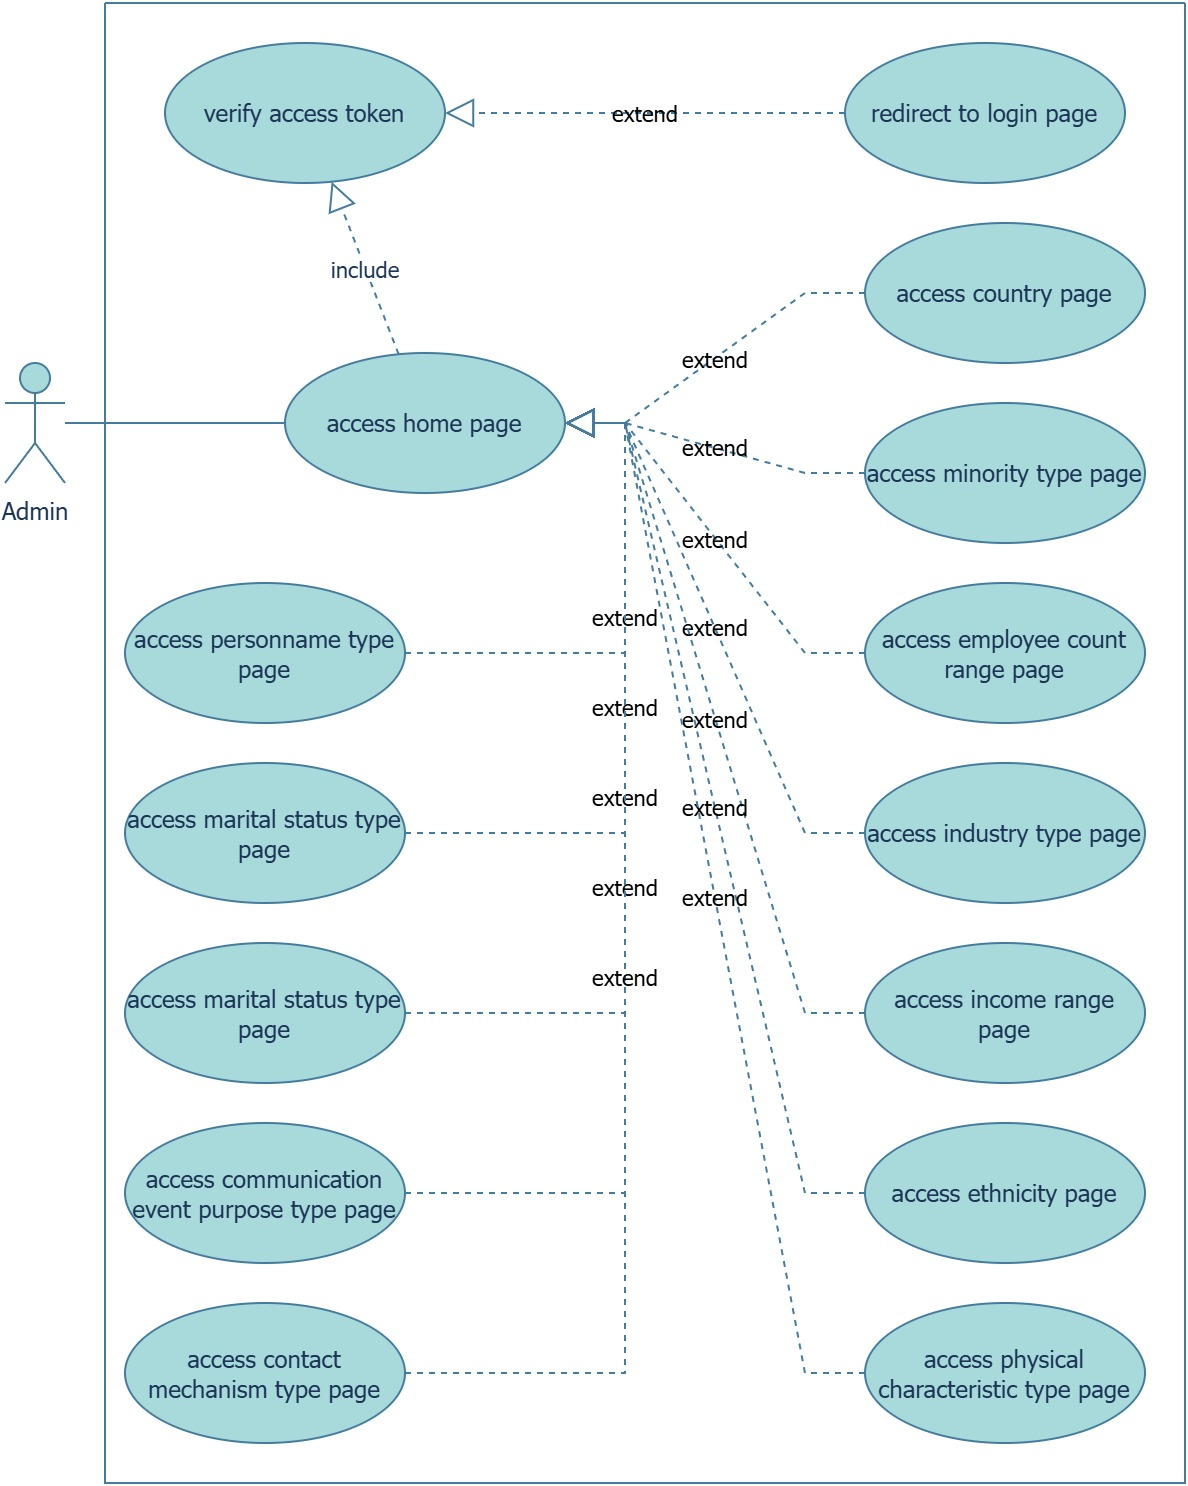 verify access token
extend
redirect to login page
include
access country page
extend
access home page
extend
access minority type page
Admin
extend
access personname type
page
extend
extend
access employee count
range page
extend
extend
access marital status type
page
extend
extend
access industry type page
extend
extend
access marital status type
page
extend
access income range
page
access communication
event purpose type page
access ethnicity page
access contact
mechanism type page
access physical
characteristic type page